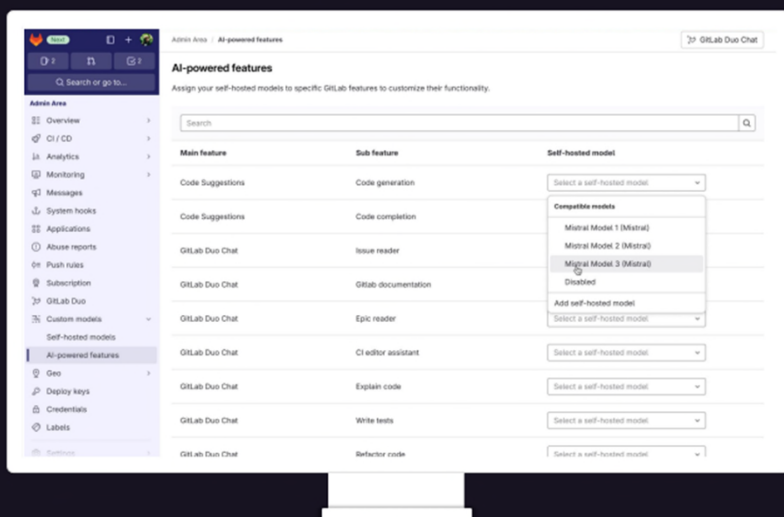 Next
Admin Area / AI-powered features
GitLab Duo Chat
2
2
Search or go to...
Admin Area
Overview
CI / CD
Analytics
Monitoring
Messages
System hooks
Applications
Abuse reports
Push rules
Subscription
GitLab Duo
Custom models
Self-hosted models
AI-powered features
Geo
Deploy keys
Credentials
Labels
Settings
AI-powered features
Assign your self-hosted models to specific GitLab features to customize their functionality.
Search
Main feature Sub feature Self-hosted model
Code Suggestions Code generation Select a self-hosted model
Code Suggestions Code completion
GitLab Duo Chat Issue reader
GitLab Duo Chat Gitlab documentation
GitLab Duo Chat Epic reader Select a self-hosted model
GitLab Duo Chat CI editor assistant Select a self-hosted model
GitLab Duo Chat Explain code Select a self-hosted model
GitLab Duo Chat Write tests Select a self-hosted model
GitLab Duo Chat Refactor code Select a self-hosted model
Compatible models
Mistral Model 1 (Mistral)
Mistral Model 2 (Mistral)
Mistral Model 3 (Mistral)
Disabled
Add self-hosted model